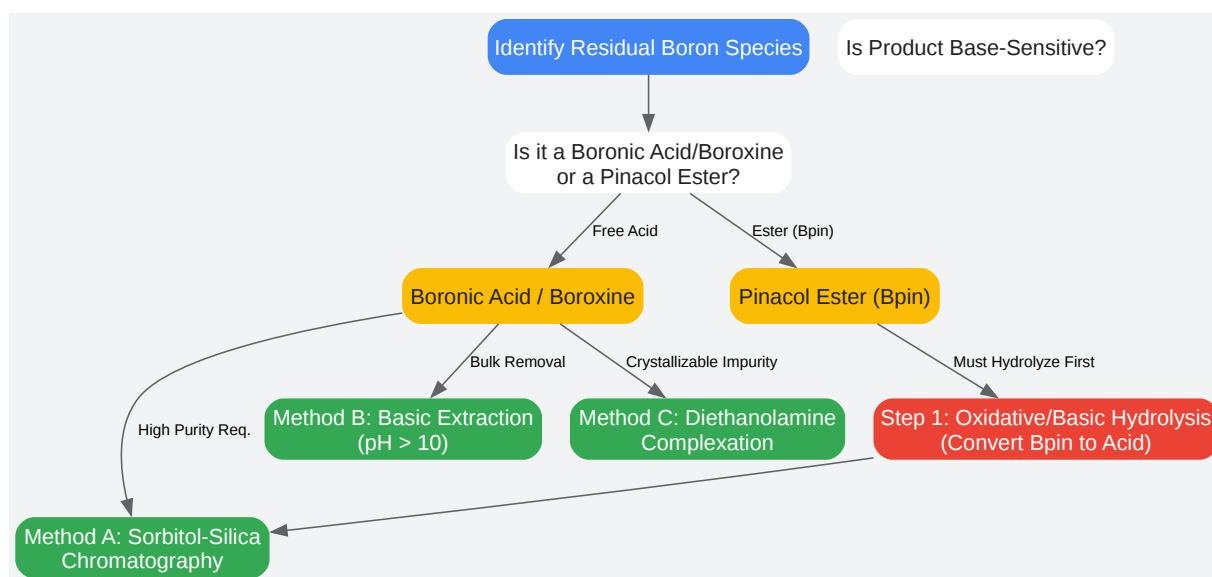 Identify Residual Boron Species
Is Product Base-Sensitive?
Is it a Boronic Acid/Boroxine
or a Pinacol Ester?
Free Acid
Ester (Bpin)
Boronic Acid / Boroxine
Pinacol Ester (Bpin)
Bulk Removal
Crystallizable Impurity
Must Hydrolyze First
High Purity Req.
Method B: Basic Extraction
(pH > 10)
Method C: Diethanolamine
Complexation
Step 1: Oxidative/Basic Hydrolysis
(Convert Bpin to Acid)
Method A: Sorbitol-Silica
Chromatography